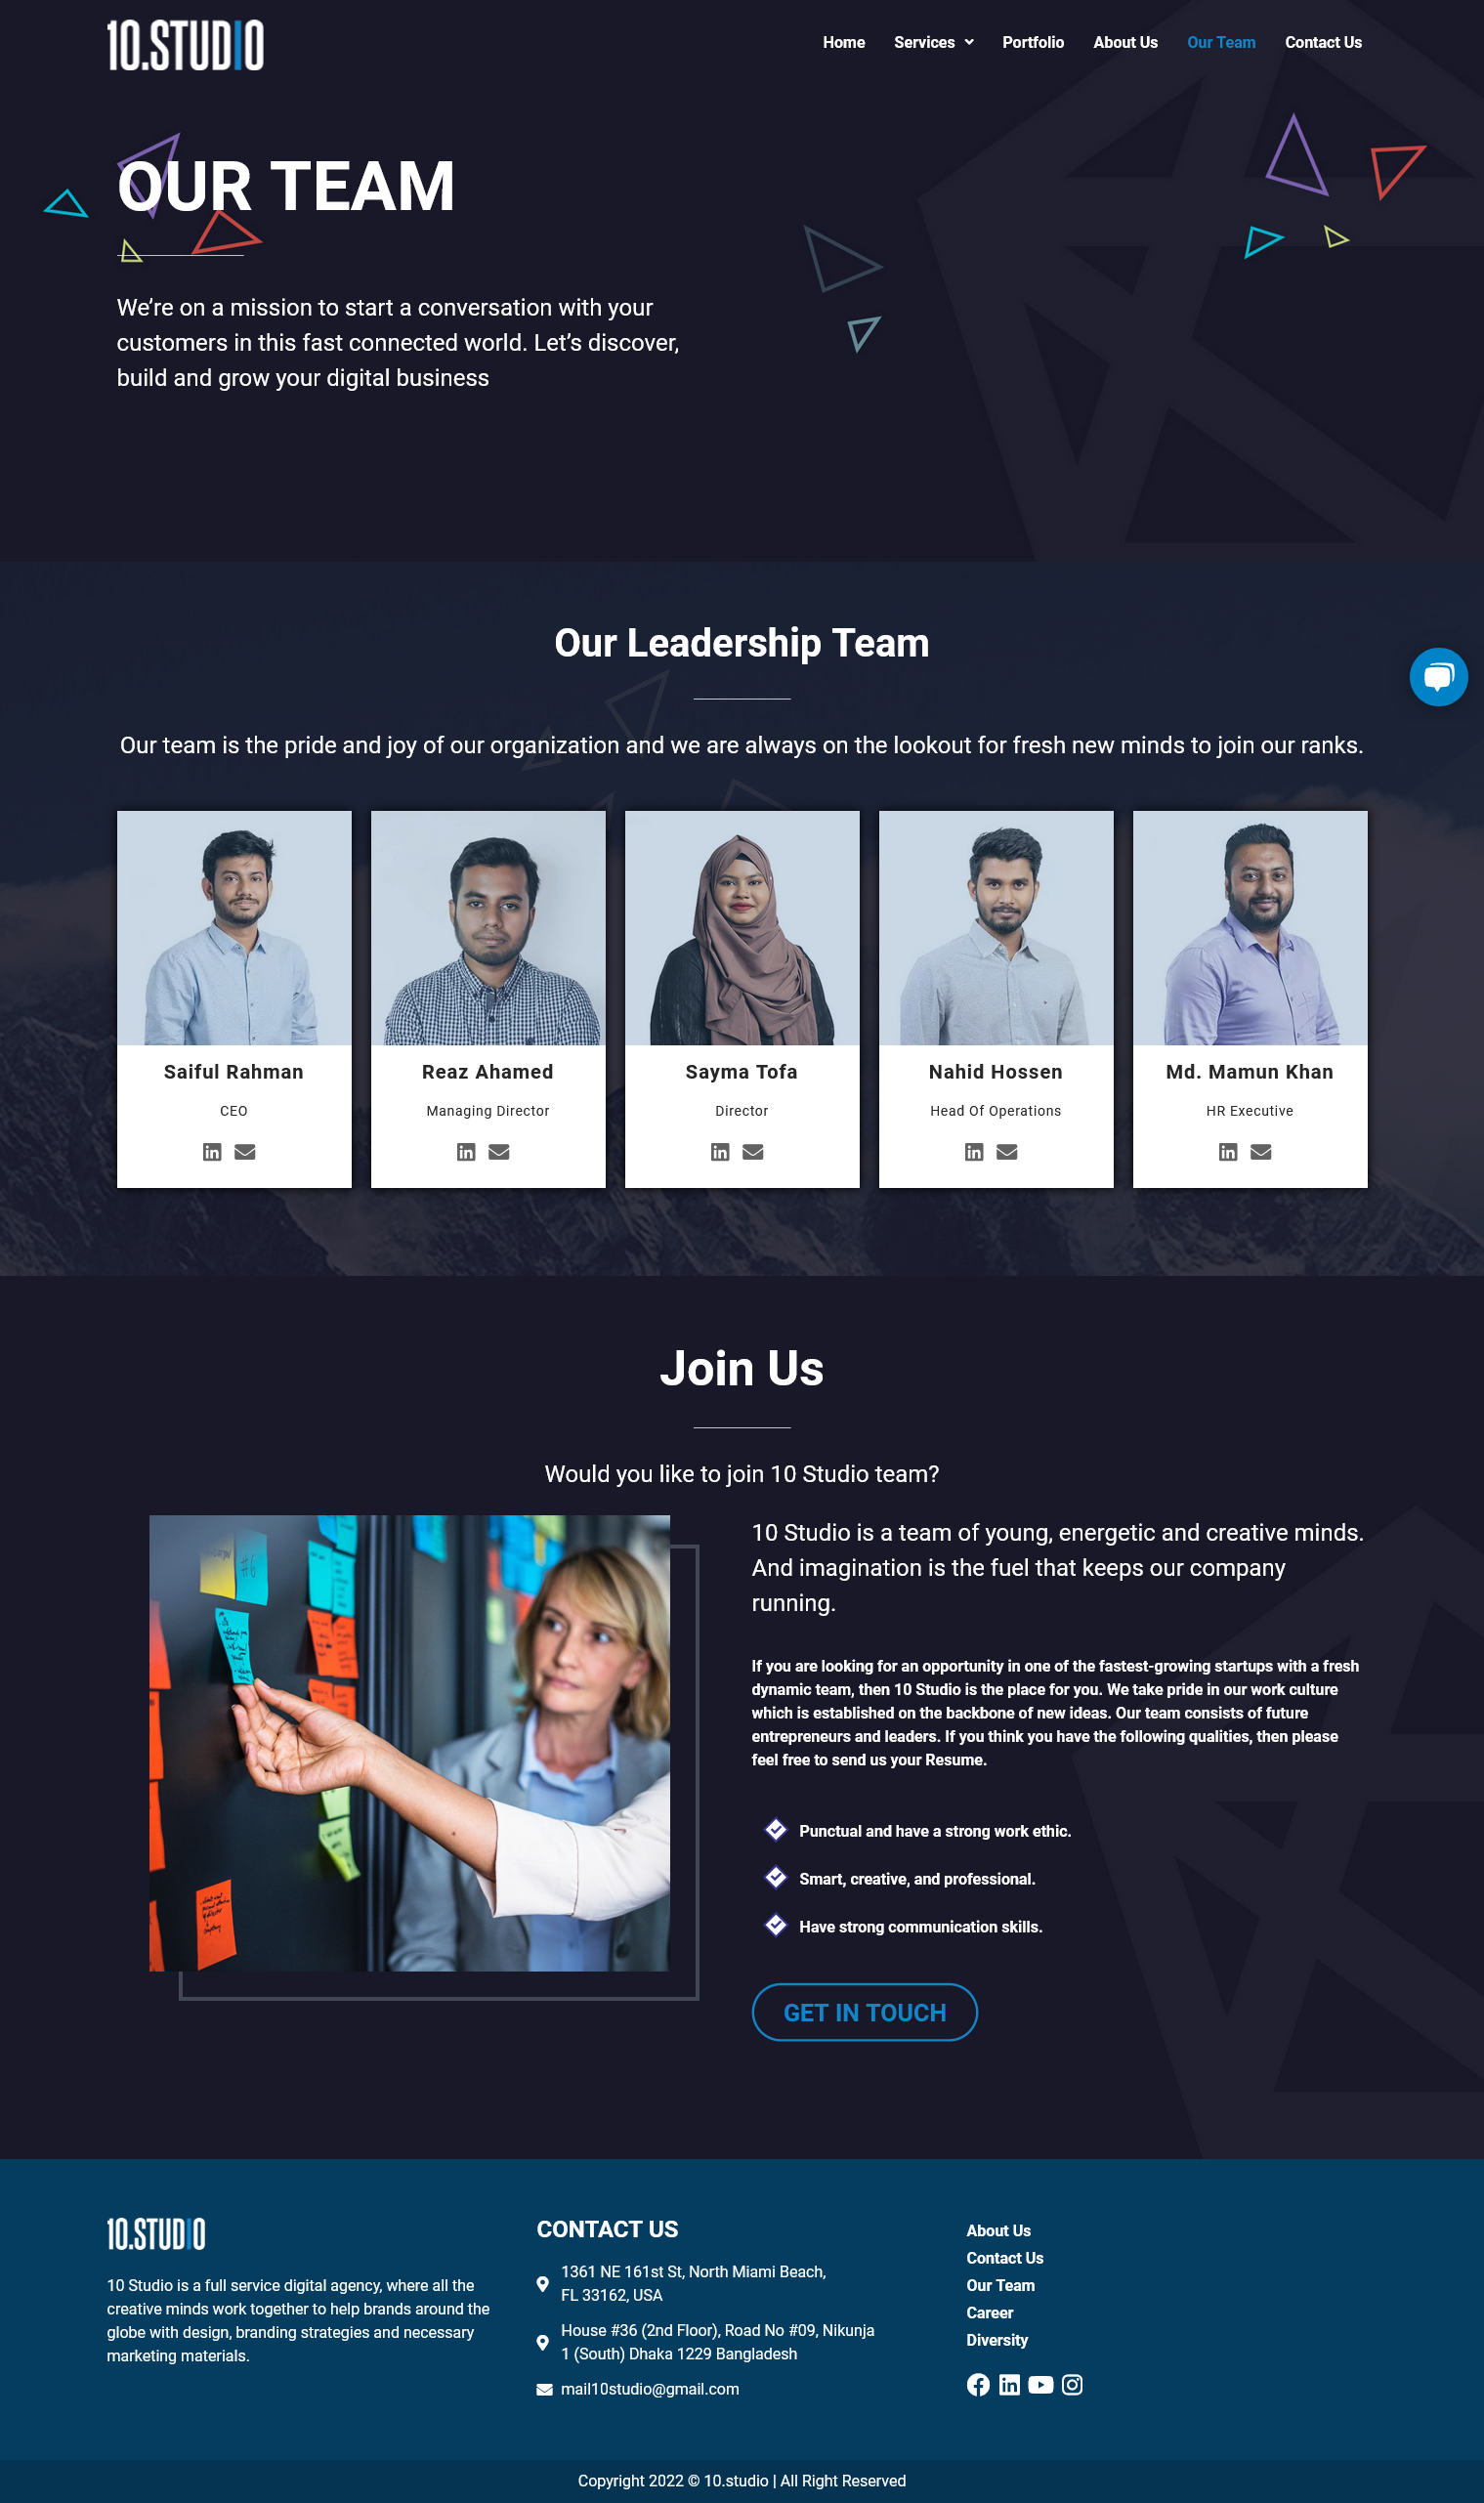 10.STUDIO
Home
Services
Portfolio
About Us
Our Team
Contact Us
OUR TEAM
We’re on a mission to start a conversation with your
customers in this fast connected world. Let’s discover,
build and grow your digital business
Our Leadership Team
Our team is the pride and joy of our organization and we are always on the lookout for fresh new minds to join our ranks.
Saiful Rahman
CEO
Reaz Ahamed
Managing Director
Sayma Tofa
Director
Nahid Hossen
Head Of Operations
Md. Mamun Khan
HR Executive
Join Us
Would you like to join 10 Studio team?
#6
10 Studio is a team of young, energetic and creative minds.
And imagination is the fuel that keeps our company
running.
If you are looking for an opportunity in one of the fastest-growing startups with a fresh
dynamic team, then 10 Studio is the place for you. We take pride in our work culture
which is established on the backbone of new ideas. Our team consists of future
entrepreneurs and leaders. If you think you have the following qualities, then please
feel free to send us your Resume.
Punctual and have a strong work ethic.
Smart, creative, and professional.
Have strong communication skills.
GET IN TOUCH
10.STUDIO
10 Studio is a full service digital agency, where all the
creative minds work together to help brands around the
globe with design, branding strategies and necessary
marketing materials.
CONTACT US
1361 NE 161st St, North Miami Beach,
FL 33162, USA
House #36 (2nd Floor), Road No #09, Nikunja
1 (South) Dhaka 1229 Bangladesh
mail10studio@gmail.com
About Us
Contact Us
Our Team
Career
Diversity
Copyright 2022 © 10.studio | All Right Reserved